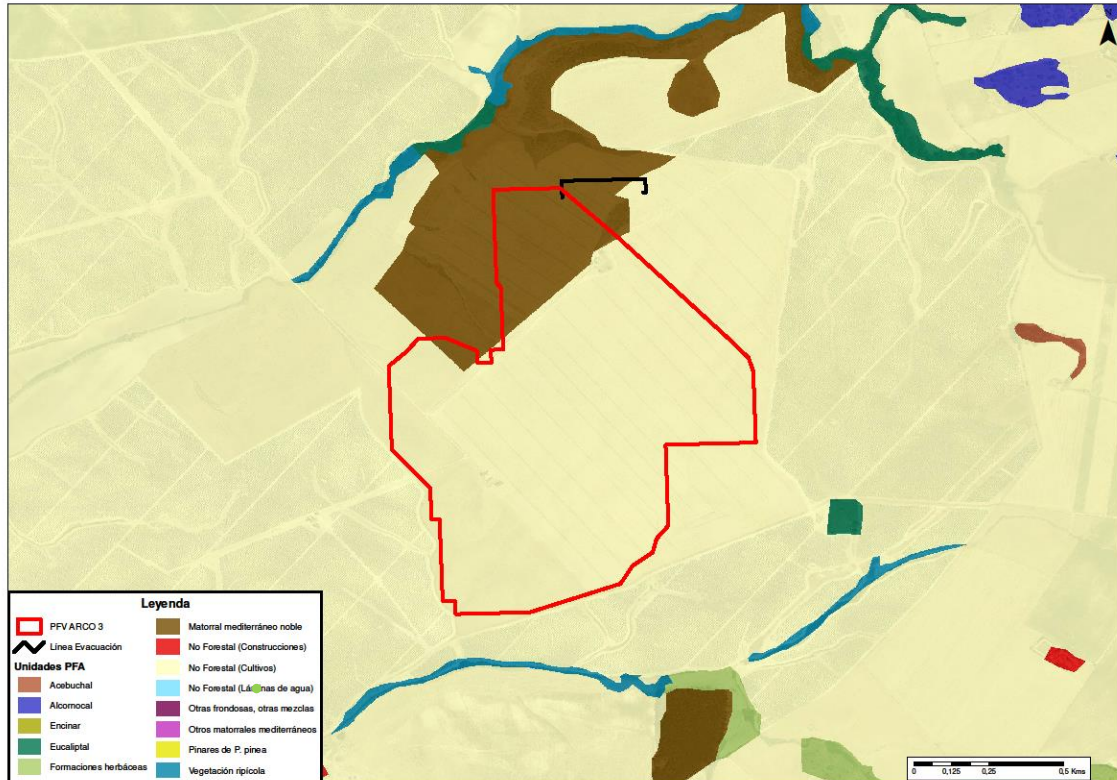 Leyenda
PFV ARCO 3
Línea Evacuación
Unidades PFA
Acebuchal
Alcornocal
Encinar
Eucaliptal
Formaciones herbáceas
Matorral mediterráneo noble
No Forestal (Construcciones)
No Forestal (Cultivos)
No Forestal (Láminas de agua)
Otras frondosas, otras mezclas
Otros matorrales mediterráneos
Pinares de P. pinea
Vegetación ripícola
0 0,125 0,25 0,5 Kms